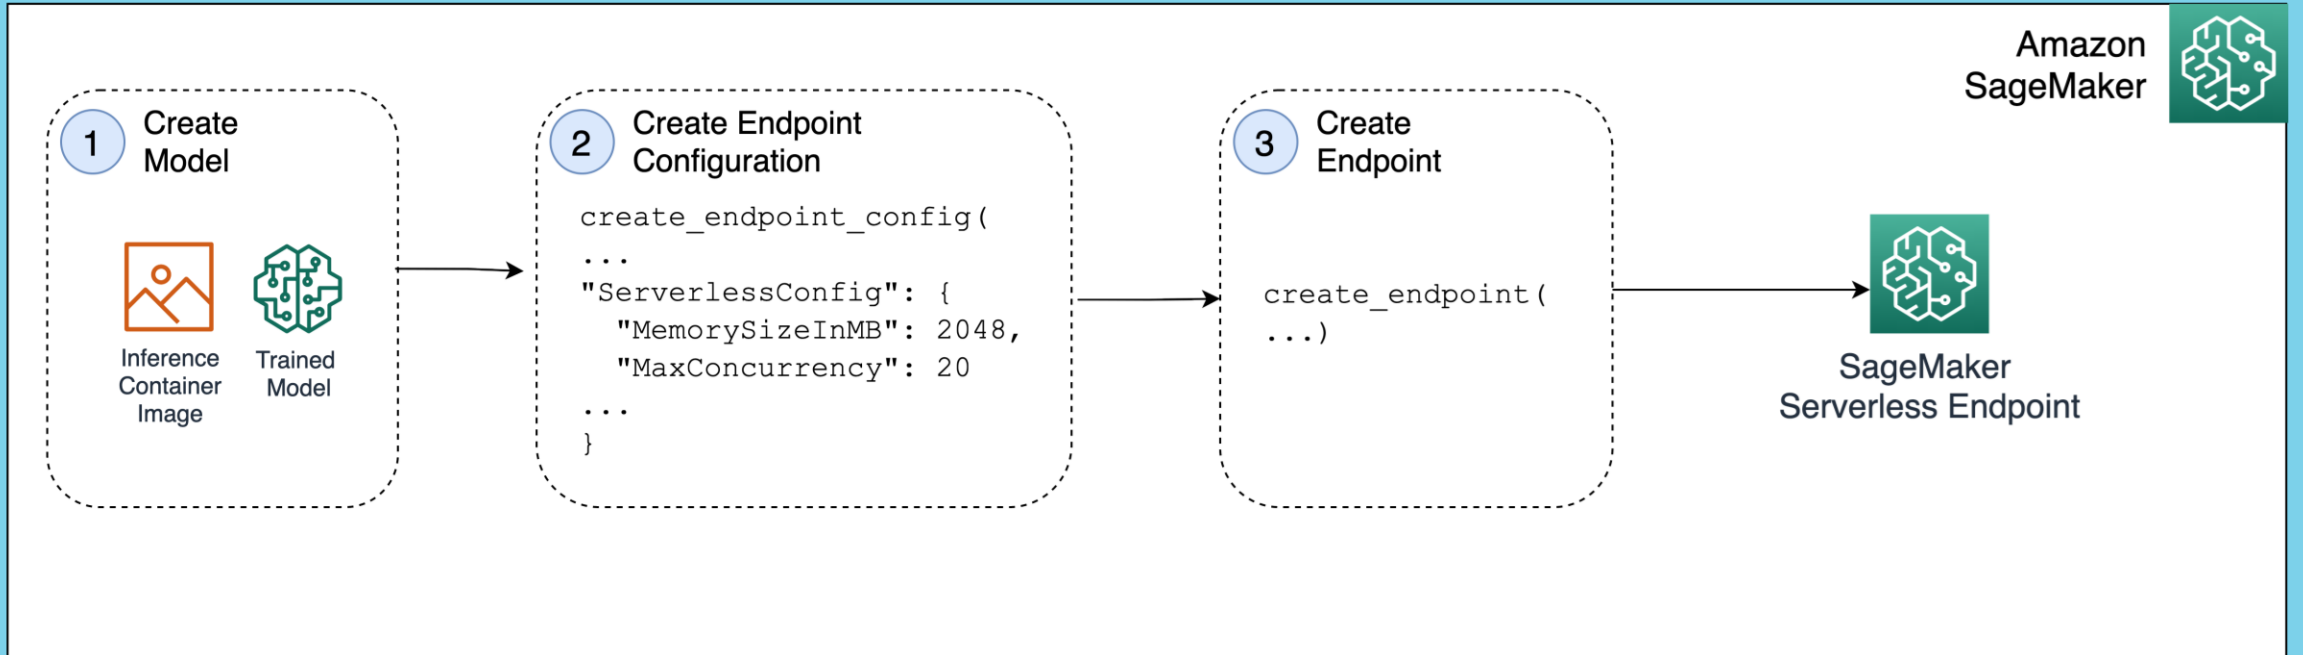 Amazon
SageMaker
1
Create
Model
Inference
Container
Image
Trained
Model
2
Create Endpoint
Configuration
create_endpoint_config(
...
"ServerlessConfig": {
"MemorySizeInMB": 2048,
"MaxConcurrency": 20
...
}
3
Create
Endpoint
create_endpoint(
...)
SageMaker
Serverless Endpoint